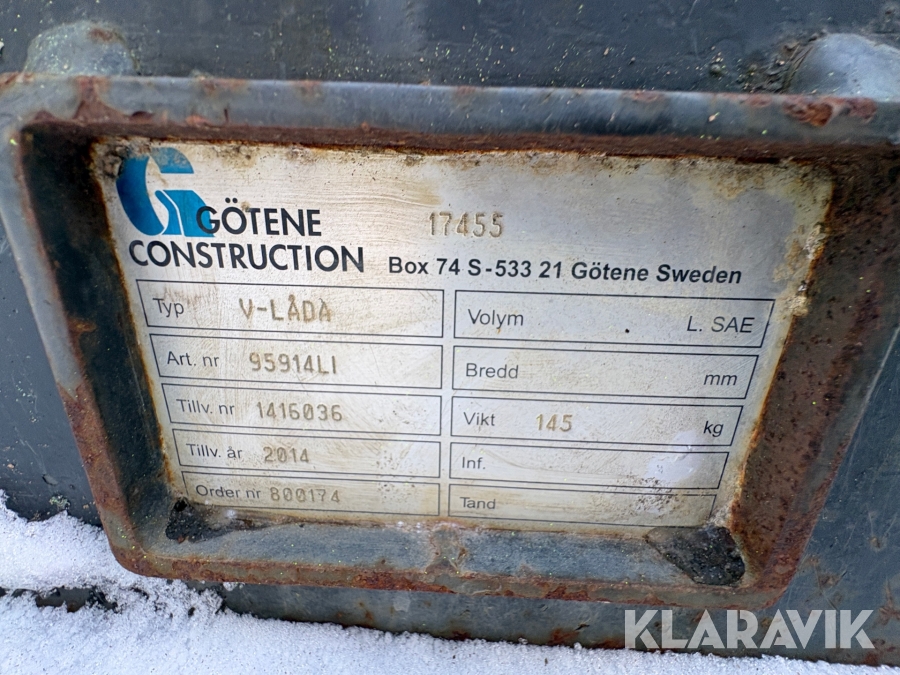 GÖTENE
CONSTRUCTION
17455
Box 74 S-533 21 Götene Sweden
Typ V-LÅDA
Art. nr 95914LI
Tillv. nr 1416036
Tillv. år 2014
Order nr 800174
Volym L. SAE
Bredd mm
Vikt 145 kg
Inf.
Tand
KLARAVIK